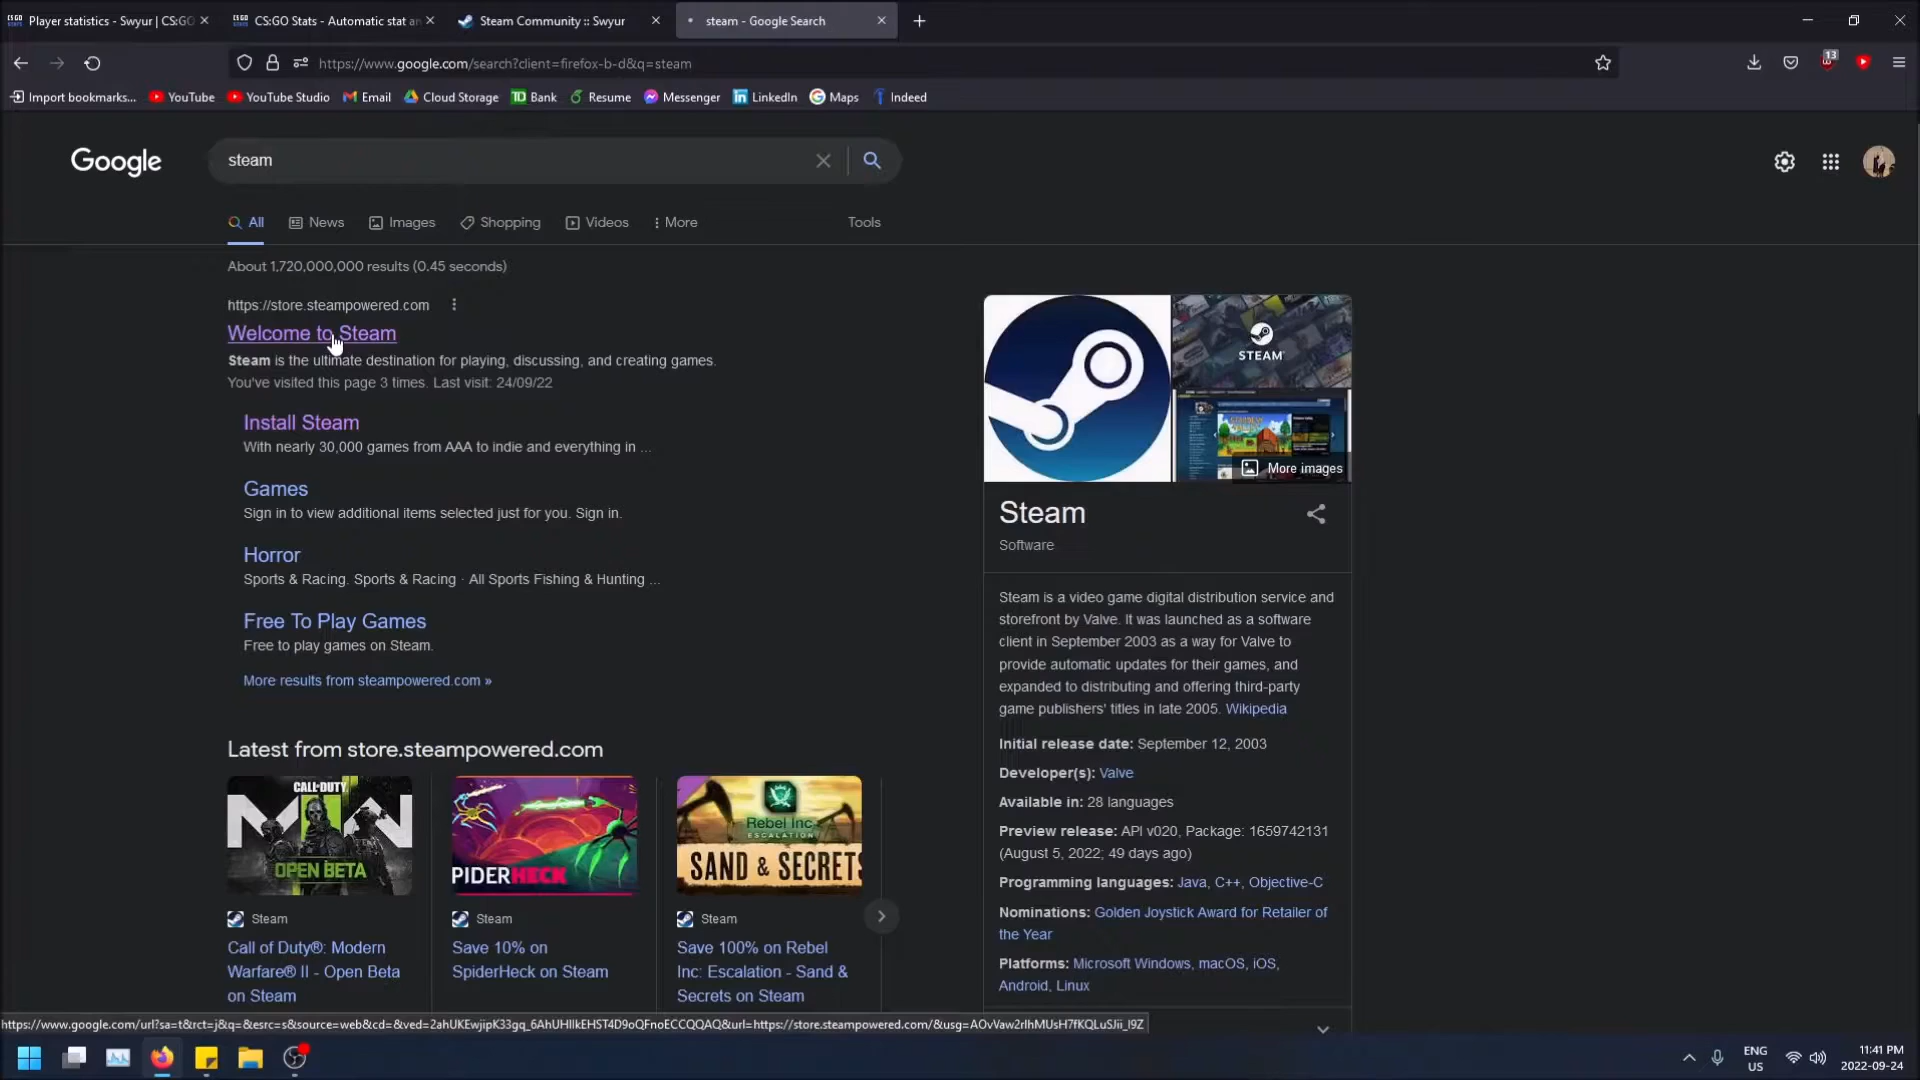 Player statistics - Swyur | CS:GO
CS:GO Stats - Automatic stat an
Steam Community :: Swyur
steam - Google Search
https://www.google.com/search?client=firefox-b-d&q=steam
13
Import bookmarks...
YouTube
YouTube Studio
Email
Cloud Storage
TD Bank
Resume
Messenger
LinkedIn
Maps
Indeed
Google
steam
All
News
Images
Shopping
Videos
More
Tools
About 1,720,000,000 results (0.45 seconds)
https://store.steampowered.com
Welcome to Steam
Steam is the ultimate destination for playing, discussing, and creating games.
You've visited this page 3 times. Last visit: 24/09/22
Install Steam
With nearly 30,000 games from AAA to indie and everything in ...
Games
Sign in to view additional items selected just for you. Sign in.
Horror
Sports & Racing. Sports & Racing · All Sports Fishing & Hunting ...
Free To Play Games
Free to play games on Steam.
More results from steampowered.com »
Latest from store.steampowered.com
CALL OF DUTY
MW
OPEN BETA
PIDERHECK
Rebel Inc
ESCALATION
SAND & SECRETS
Steam
Steam
Steam
Call of Duty®: Modern
Warfare® II - Open Beta
on Steam
Save 10% on
SpiderHeck on Steam
Save 100% on Rebel
Inc: Escalation - Sand &
Secrets on Steam
STEAM
More images
Steam
Software
Steam is a video game digital distribution service and
storefront by Valve. It was launched as a software
client in September 2003 as a way for Valve to
provide automatic updates for their games, and
expanded to distributing and offering third-party
game publishers' titles in late 2005. Wikipedia
Initial release date: September 12, 2003
Developer(s): Valve
Available in: 28 languages
Preview release: API v020, Package: 1659742131
(August 5, 2022; 49 days ago)
Programming languages: Java, C++, Objective-C
Nominations: Golden Joystick Award for Retailer of
the Year
Platforms: Microsoft Windows, macOS, iOS,
Android, Linux
ENG
US
11:41 PM
2022-09-24